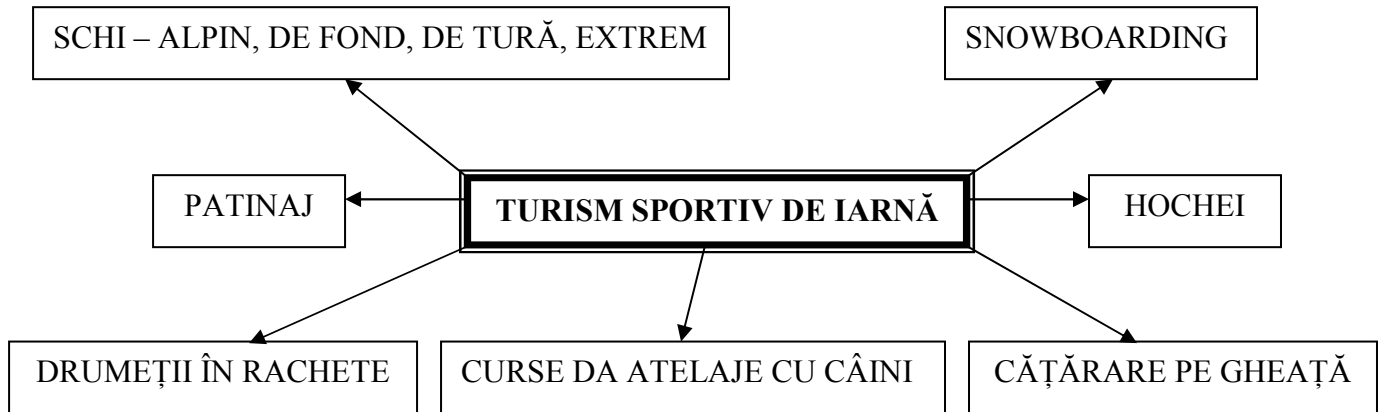 SCHI – ALPIN, DE FOND, DE TURĂ, EXTREM
SNOWBOARDING
PATINAJ
TURISM SPORTIV DE IARNĂ
HOCHEI
DRUMEȚII ÎN RACHETE
CURSE DA ATELAJE CU CÂINI
CĂȚĂRARE PE GHEAȚĂ